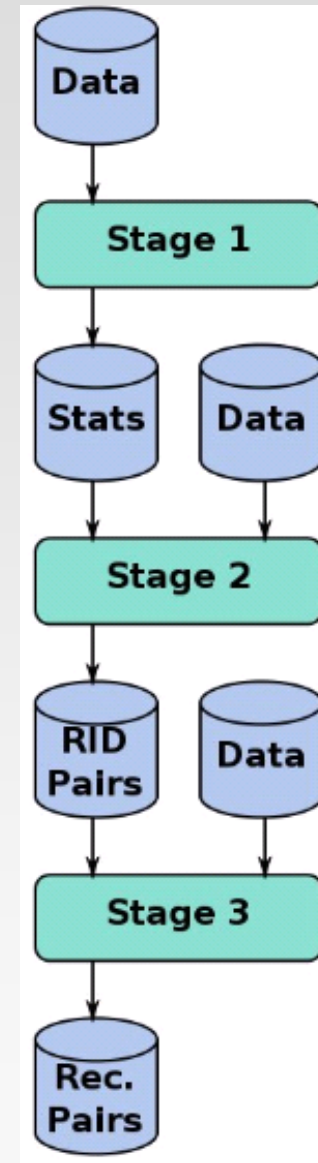 Data
Stage 1
Stats
Data
Stage 2
RID
Pairs
Data
Stage 3
Rec.
Pairs